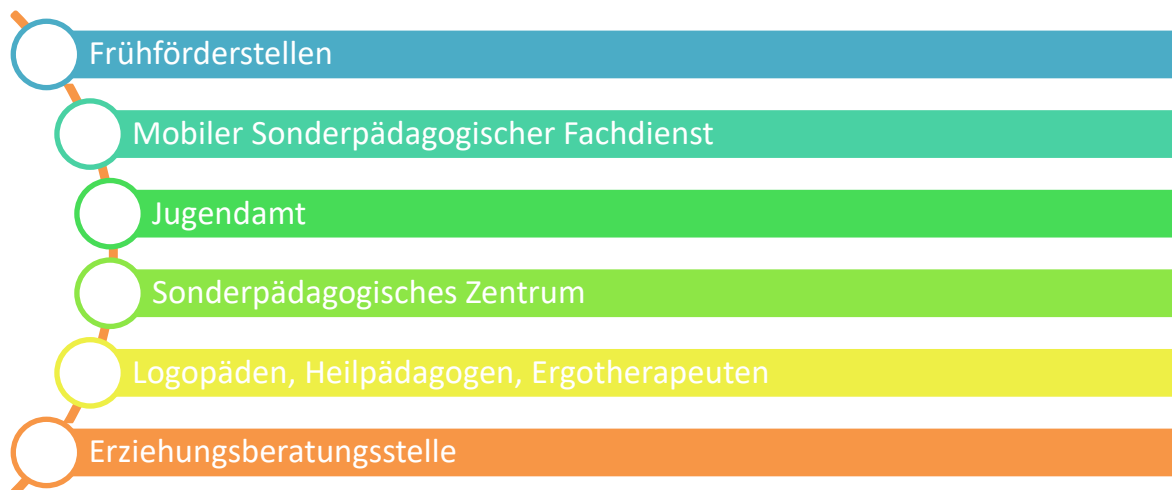 Frühförderstellen
Mobiler Sonderpädagogischer Fachdienst
Jugendamt
Sonderpädagogisches Zentrum
Logopäden, Heilpädagogen, Ergotherapeuten
Erziehungsberatungsstelle